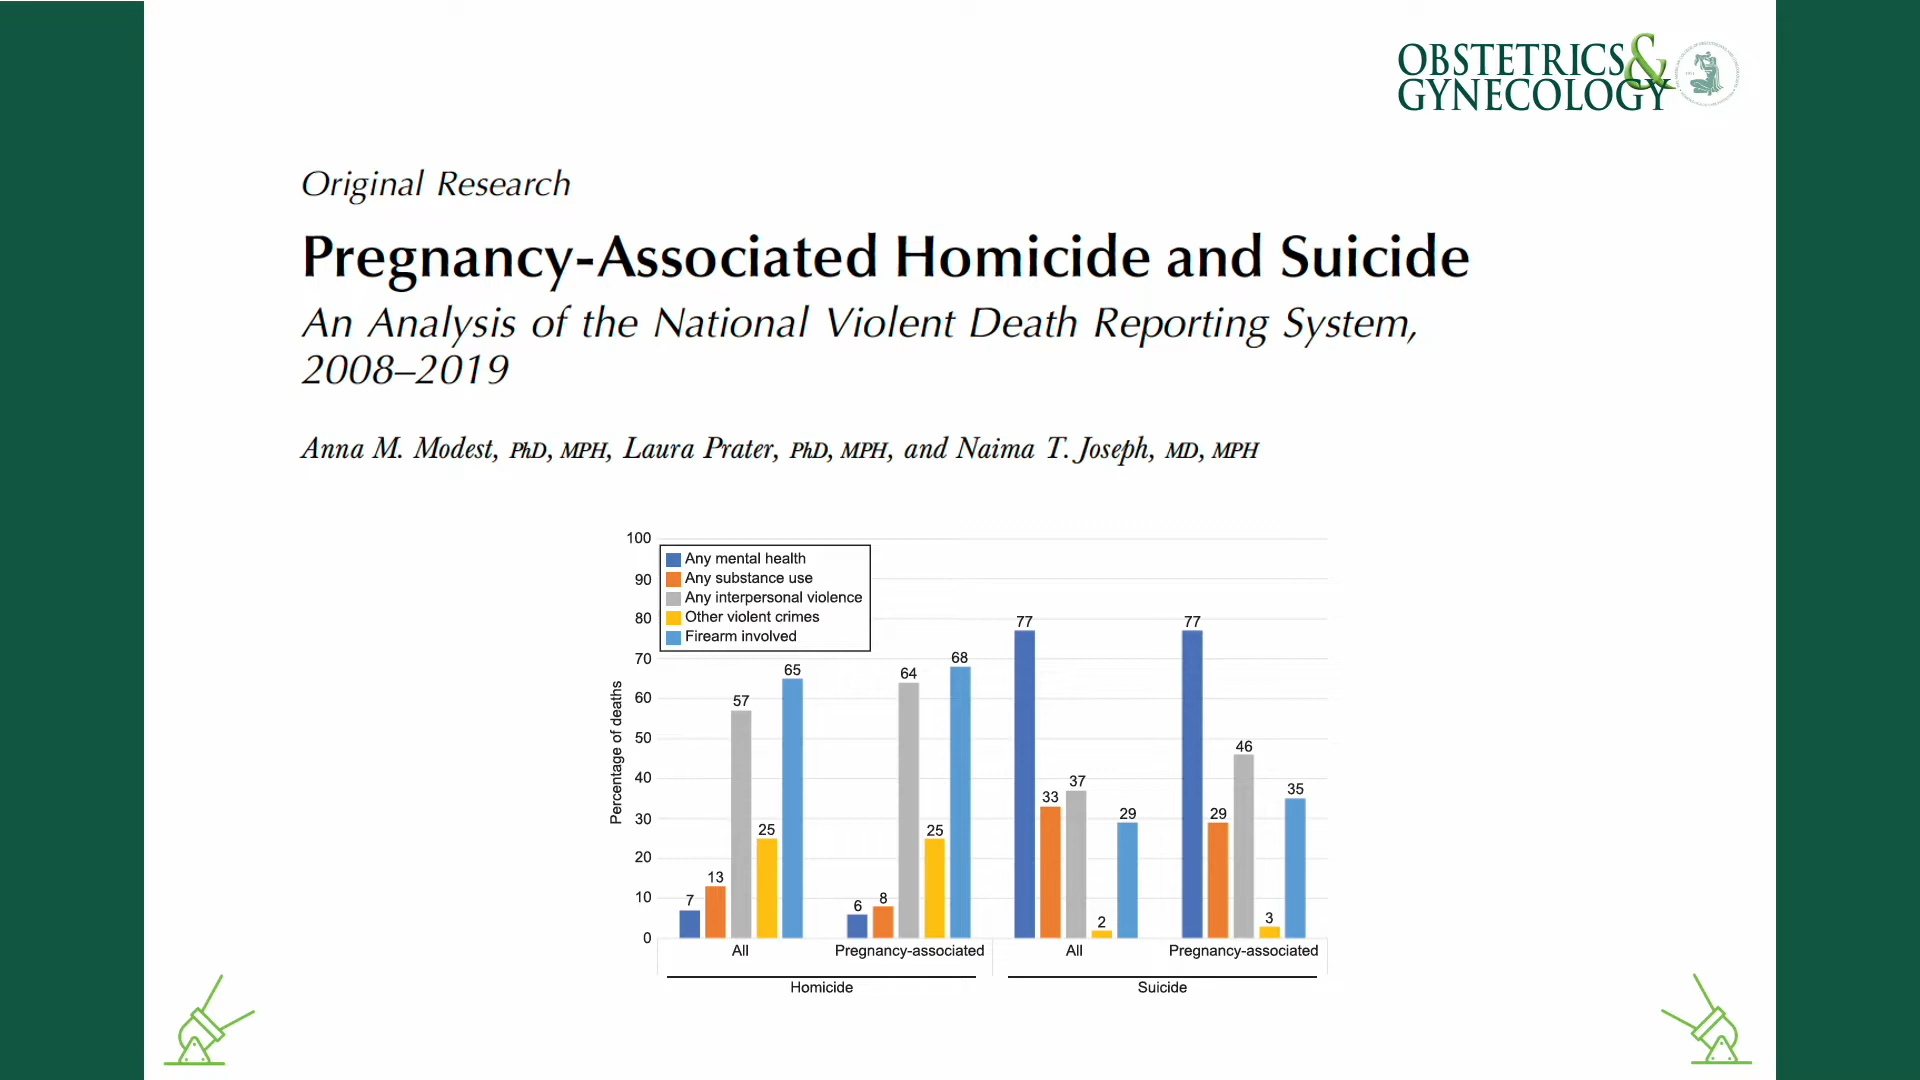 OBSTETRICS&
GYNECOLOGY
Original Research
Pregnancy-Associated Homicide and Suicide
An Analysis of the National Violent Death Reporting System,
2008–2019
Anna M. Modest, PhD, MPH, Laura Prater, PhD, MPH, and Naima T. Joseph, MD, MPH
Percentage of deaths
100
90
80
70
60
50
40
30
20
10
0
Any mental health
Any substance use
Any interpersonal violence
Other violent crimes
Firearm involved
7 13 57 25 65
6 8 64 25 68
77 33 37 2 29
77 29 46 3 35
All Pregnancy-associated All Pregnancy-associated
Homicide Suicide